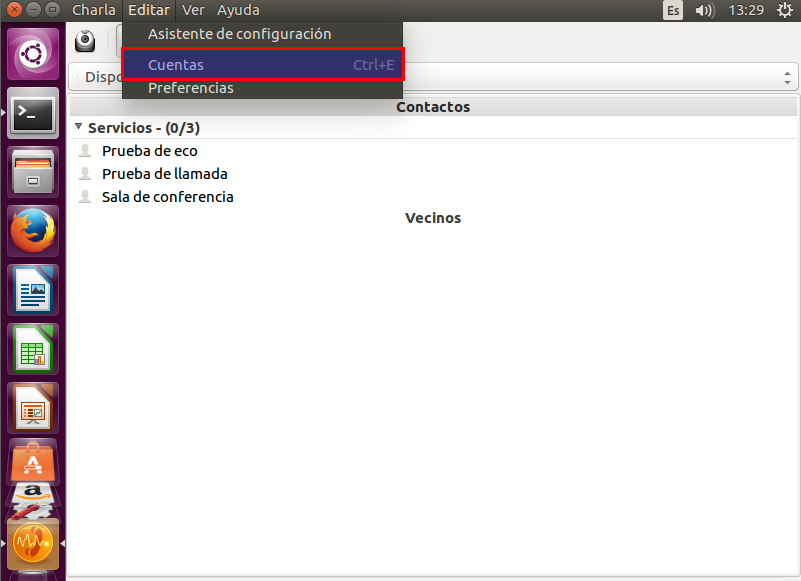 Charla Editar Ver Ayuda Es 13:29
Asistente de configuración
Cuentas Ctrl+E
Dispo
Preferencias
Contactos
Servicios - (0/3)
Prueba de eco
Prueba de llamada
Sala de conferencia
Vecinos